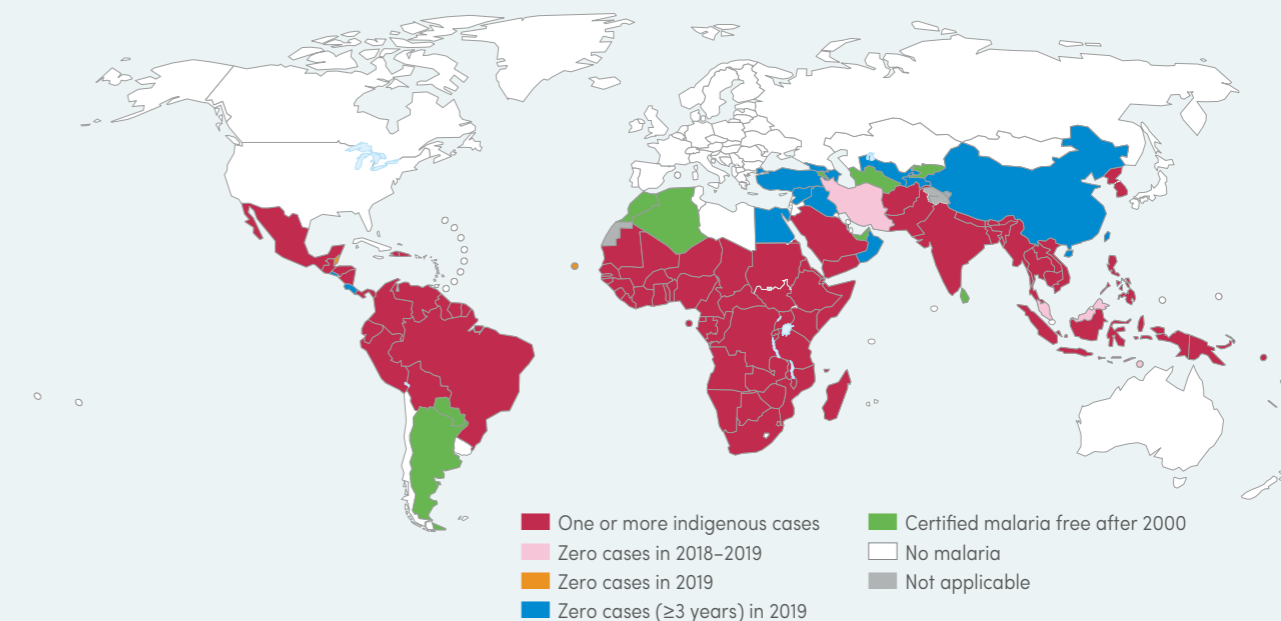 One or more indigenous cases
Zero cases in 2018–2019
Zero cases in 2019
Zero cases (≥3 years) in 2019
Certified malaria free after 2000
No malaria
Not applicable